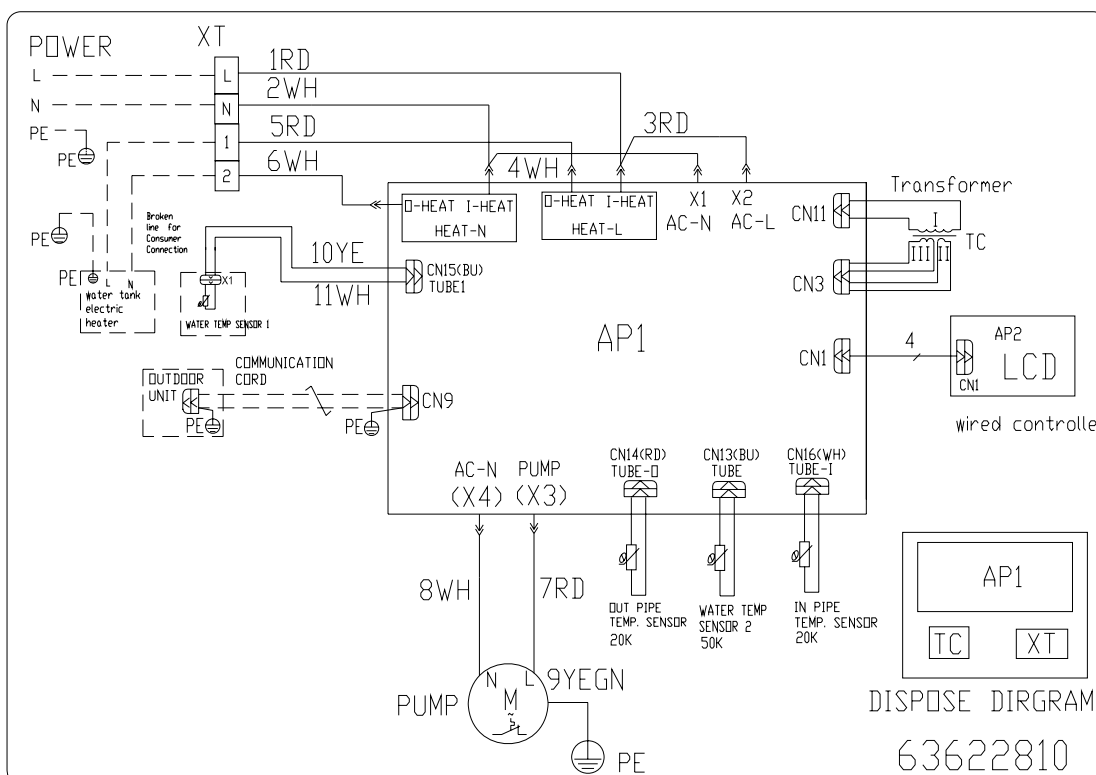 POWER
XT
L
L
1RD
2WH
N
N
5RD
3RD
PE
PE
1
6WH
2
4WH
O-HEAT I-HEAT
HEAT-N
O-HEAT I-HEAT
HEAT-L
X1
AC-N
X2
AC-L
CN11
Transformer
I
TC
III II
CN3
PE
Broken
line for
Consumer
Connection
PE L N
Water tank
electric
heater
X1
WATER TEMP SENSOR 1
10YE
11WH
CN15(BU)
TUBE1
AP1
CN1
4
AP2
LCD
CN1
wired controlle
OUTDOOR
UNIT
PE
COMMUNICATION
CORD
PE
CN9
AC-N
(X4)
PUMP
(X3)
CN14(RD)
TUBE-O
CN13(BU)
TUBE
CN16(WH)
TUBE-I
8WH
7RD
OUT PIPE
TEMP. SENSOR
20K
WATER TEMP
SENSOR 2
50K
IN PIPE
TEMP. SENSOR
20K
N L
M
~
9YEGN
PUMP
PE
AP1
TC
XT
DISPOSE DIRGRAM
63622810